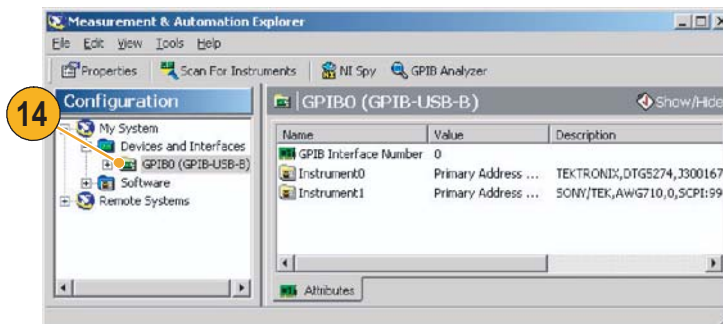 Measurement & Automation Explorer
File Edit View Tools Help
Properties Scan For Instruments NI Spy GPIB Analyzer
14
Configuration
My System
Devices and Interfaces
GPIB0 (GPIB-USB-B)
Software
Remote Systems
GPIB0 (GPIB-USB-B) Show/Hide
Name Value Description
GPIB Interface Number 0
Instrument0 Primary Address ... TEKTRONIX,DTG5274,J300167
Instrument1 Primary Address ... SONY/TEK,AWG710,0,SCPI:99
Attributes